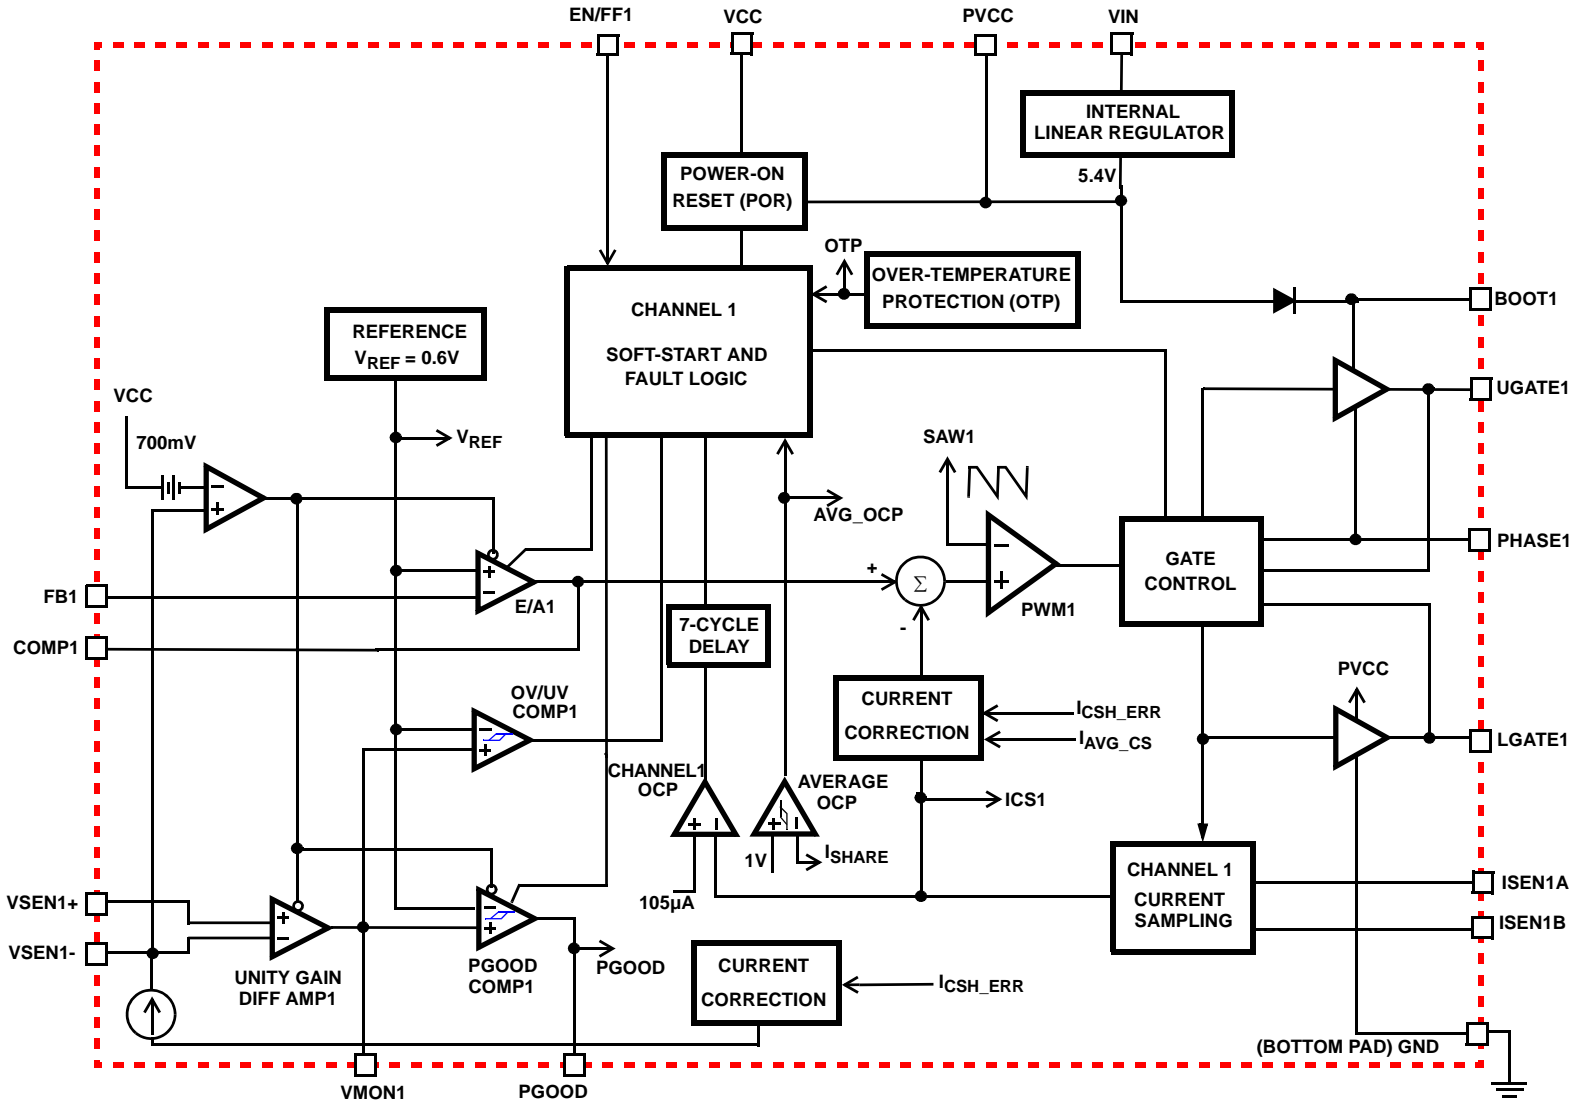 EN/FF1
VCC
PVCC
VIN
INTERNAL
LINEAR REGULATOR
5.4V
POWER-ON
RESET (POR)
OTP
OVER-TEMPERATURE
PROTECTION (OTP)
CHANNEL 1
SOFT-START AND
FAULT LOGIC
BOOT1
REFERENCE
VREF = 0.6V
VCC
700mV
VREF
UGATE1
SAW1
AVG_OCP
PHASE1
GATE
CONTROL
+
Σ
-
PWM1
− +
− +
+ −
E/A1
FB1
COMP1
7-CYCLE
DELAY
PVCC
OV/UV
COMP1
− +
CURRENT
CORRECTION
ICSH_ERR
IAVG_CS
LGATE1
CHANNEL1
OCP
+ −
AVERAGE
OCP
+ −
ICS1
1V
ISHARE
105µA
CHANNEL 1
CURRENT
SAMPLING
ISEN1A
ISEN1B
VSEN1+
VSEN1-
+ −
− +
UNITY GAIN
DIFF AMP1
PGOOD
COMP1
PGOOD
CURRENT
CORRECTION
ICSH_ERR
(BOTTOM PAD) GND
VMON1
PGOOD